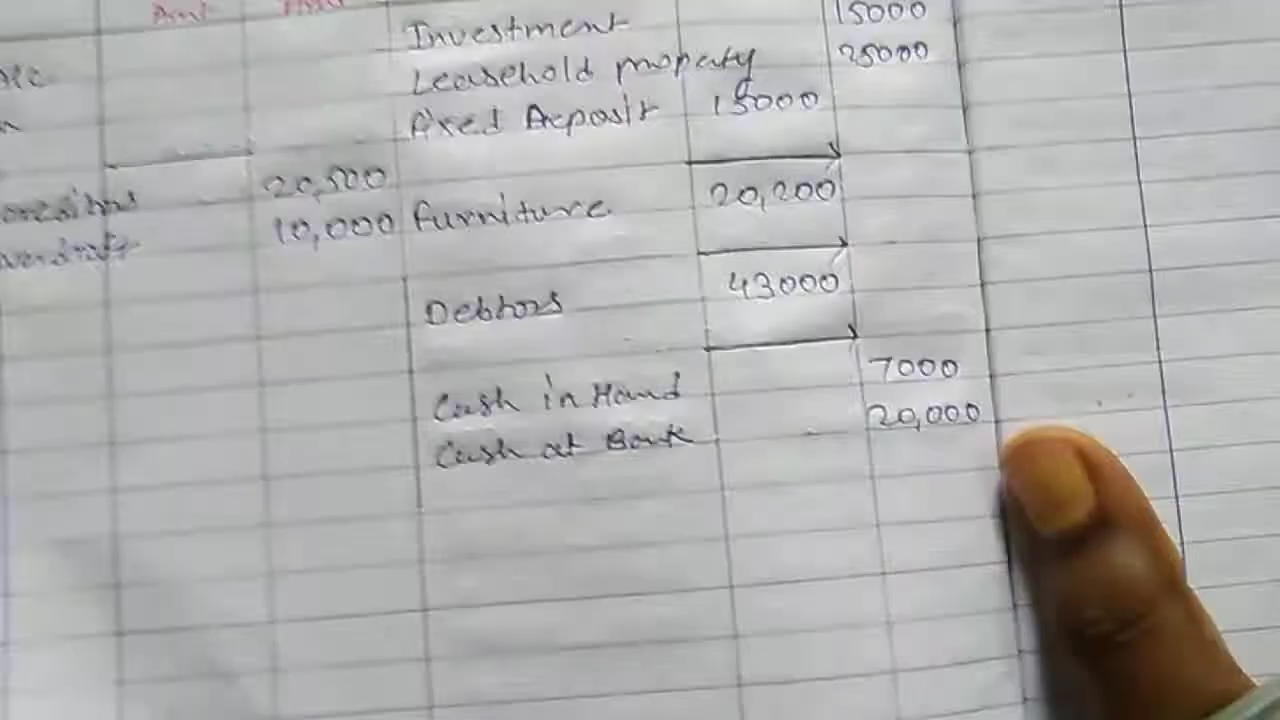 Investment 15000
Leasehold property 25000
fixed Deposit 15000
20,500
10,000 furniture 20,200
Debtors 43000
Cash in Hand 7000
Cash at Bank 20,000